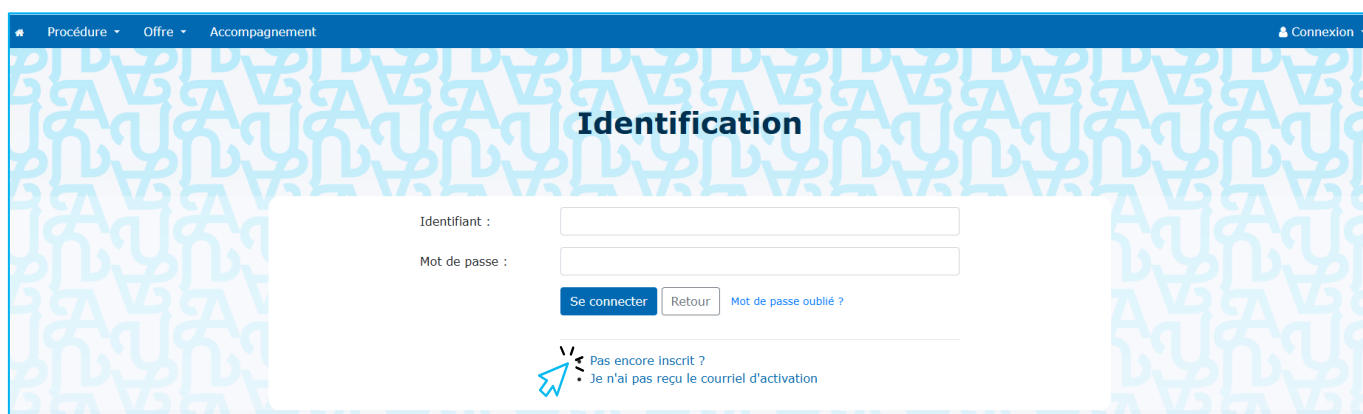 Procédure Offre Accompagnement Connexion
Identification
Identifiant :
Mot de passe :
Se connecter Retour Mot de passe oublié ?
Pas encore inscrit ?
Je n'ai pas reçu le courriel d'activation